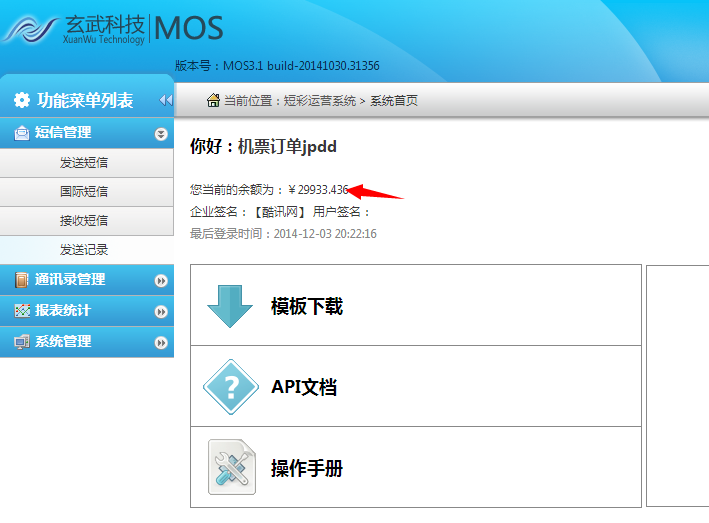 玄武科技 MOS
XuanWu Technology
版本号：MOS3.1 build-20141030.31356
功能菜单列表
当前位置：短彩运营系统 > 系统首页
短信管理
发送短信
国际短信
接收短信
发送记录
通讯录管理
报表统计
系统管理
你好：机票订单jpdd
您当前的余额为：￥29933.436
企业签名：【酷讯网】 用户签名：
最后登录时间：2014-12-03 20:22:16
模板下载
API文档
操作手册